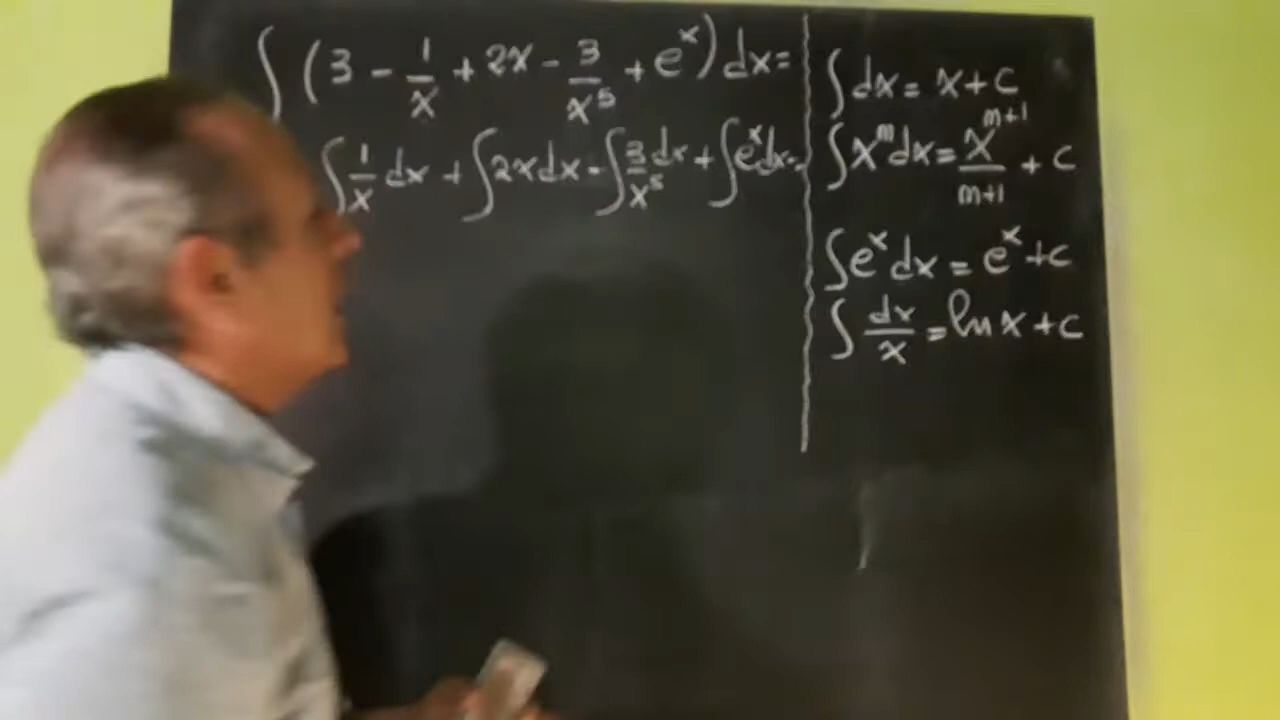 ∫ (3 - 1/x + 2x - 3/x⁵ + eˣ) dx =
∫ 1/x dx + ∫ 2x dx - ∫ 3/x⁵ dx + ∫ eˣ dx =
∫ dx = x + c
∫ xᵐ dx = xᵐ⁺¹/m+1 + c
∫ eˣ dx = eˣ + c
∫ dx/x = ln x + c